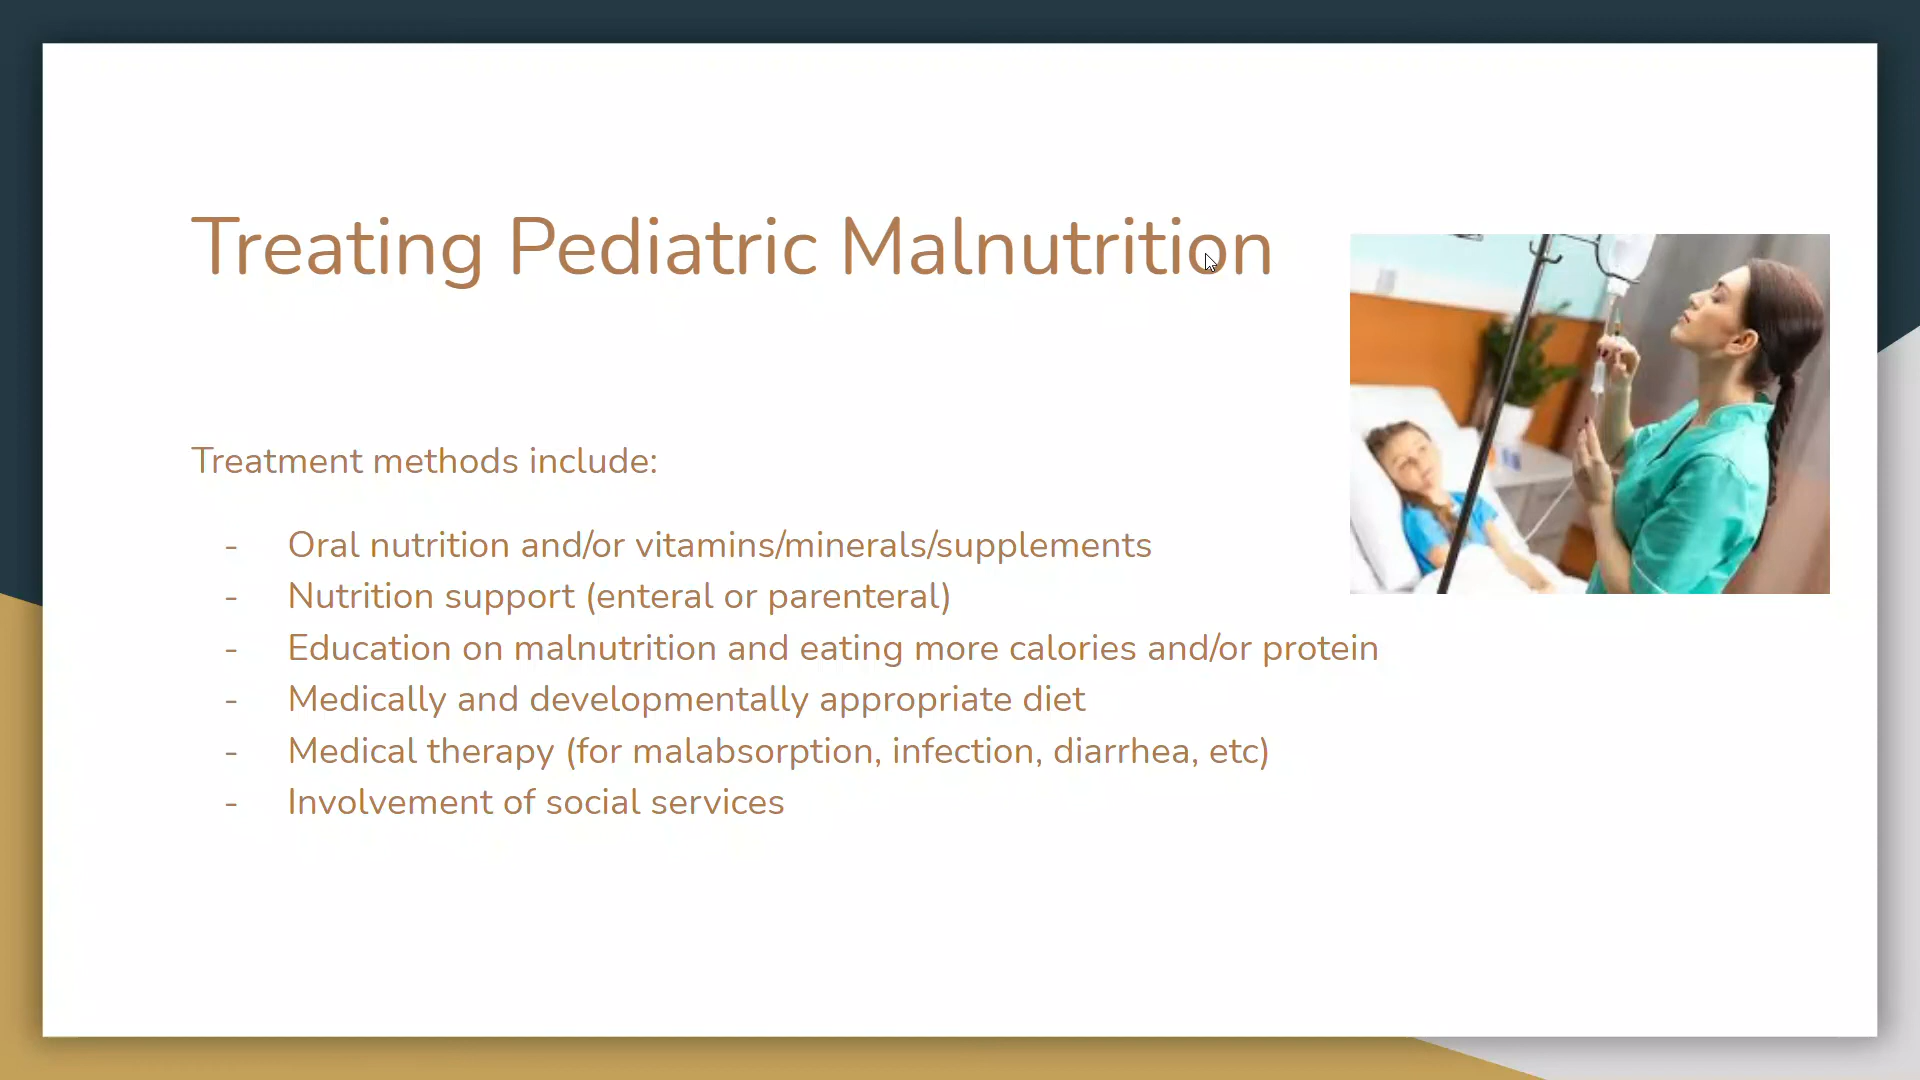 Treating Pediatric Malnutrition
Treatment methods include:
- Oral nutrition and/or vitamins/minerals/supplements
- Nutrition support (enteral or parenteral)
- Education on malnutrition and eating more calories and/or protein
- Medically and developmentally appropriate diet
- Medical therapy (for malabsorption, infection, diarrhea, etc)
- Involvement of social services